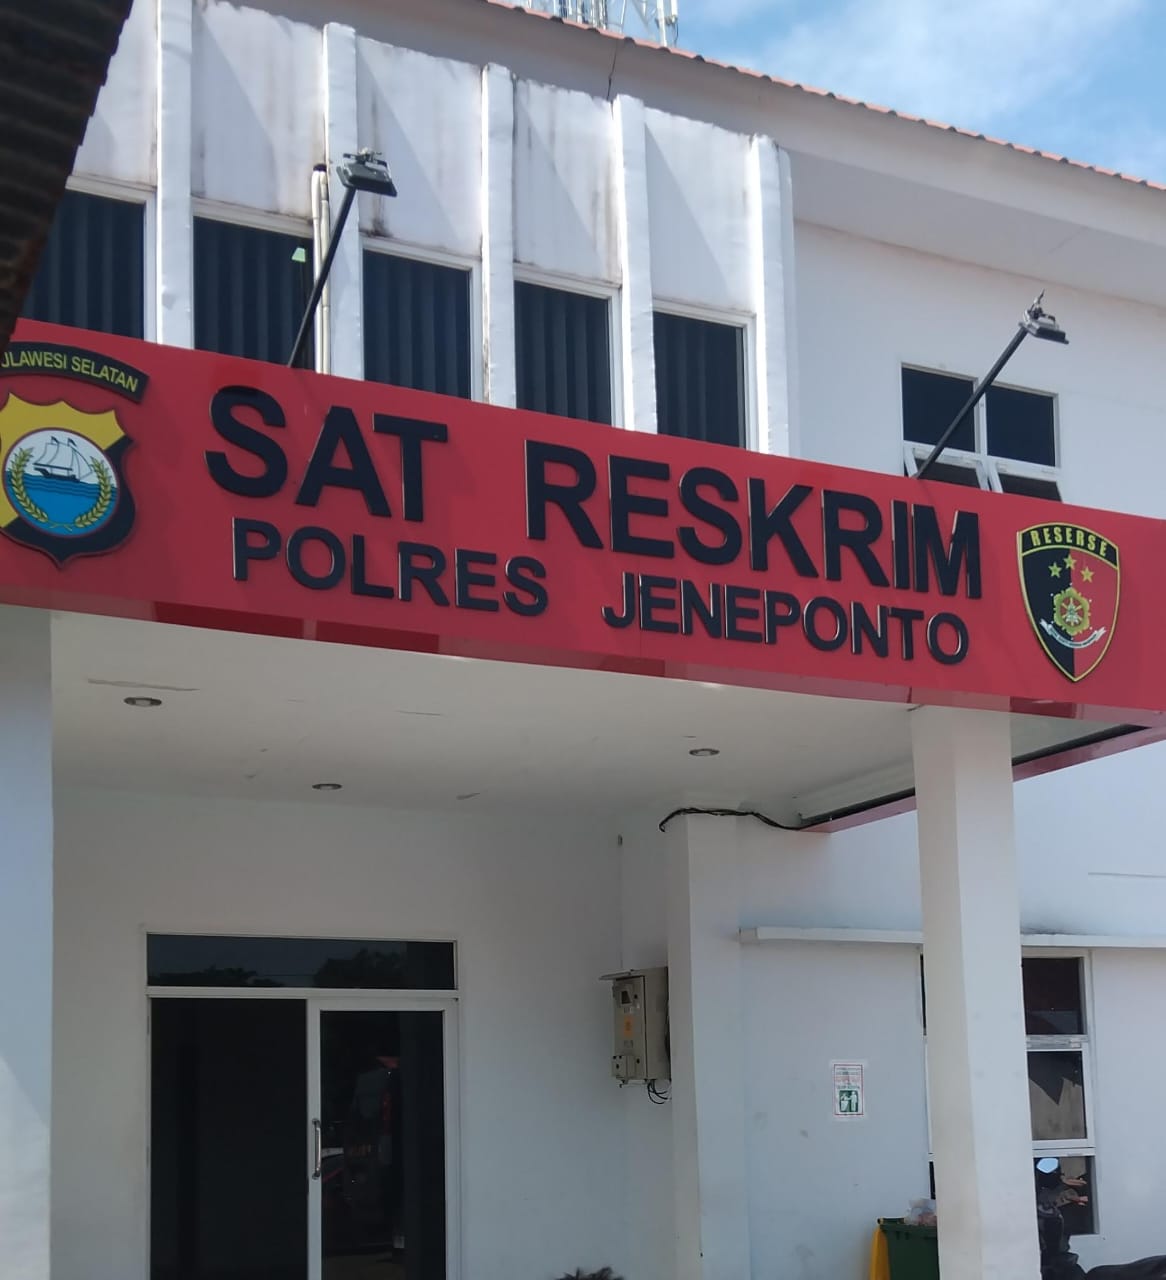 ULAWESI SELATAN
SAT RESKRIM
POLRES JENEPONTO
RESERSE